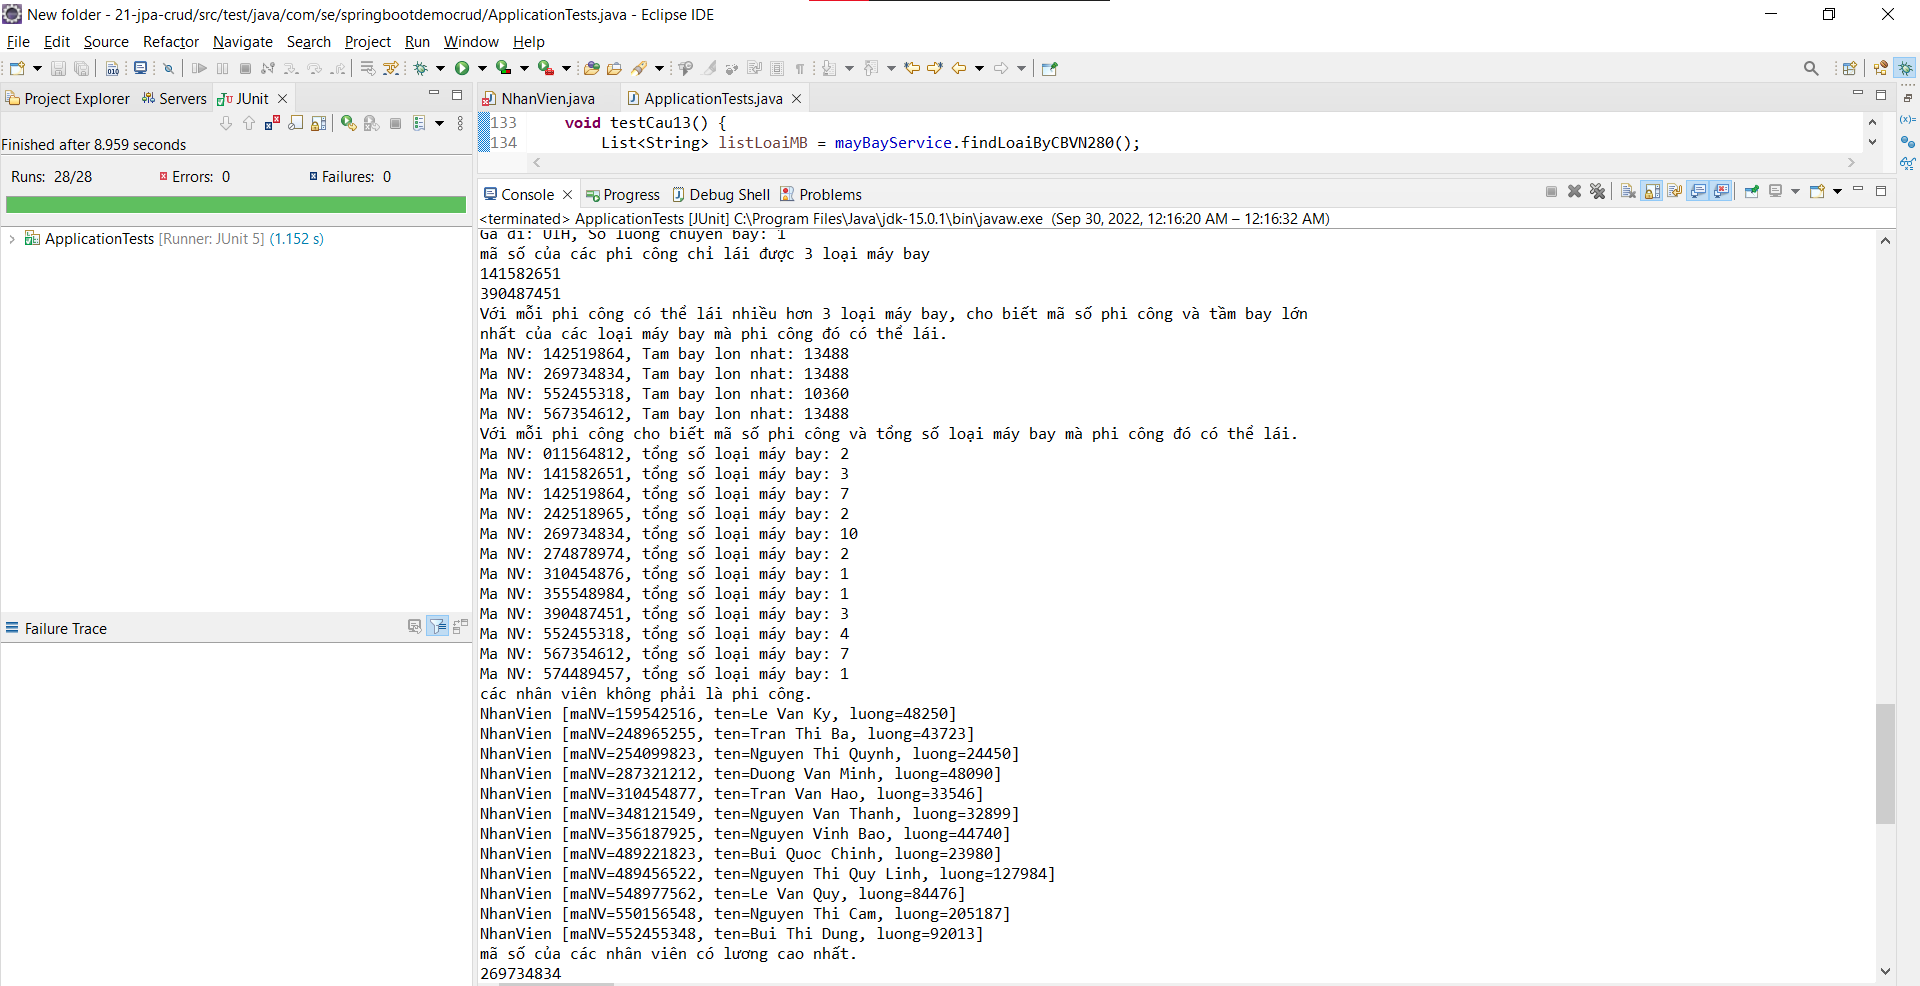 New folder - 21-jpa-crud/src/test/java/com/se/springbootdemocrud/ApplicationTests.java - Eclipse IDE
File Edit Source Refactor Navigate Search Project Run Window Help
Project Explorer Servers JUnit
Finished after 8.959 seconds
Runs: 28/28 Errors: 0 Failures: 0
ApplicationTests [Runner: JUnit 5] (1.152 s)
Failure Trace
NhanVien.java ApplicationTests.java
133 void testCau13() {
134 List<String> listLoaiMB = mayBayService.findLoaiByCBVN280();
Console Progress Debug Shell Problems
<terminated> ApplicationTests [JUnit] C:\Program Files\Java\jdk-15.0.1\bin\javaw.exe (Sep 30, 2022, 12:16:20 AM – 12:16:32 AM)
Ga di: UIH, So luong chuyen bay: 1
mã số của các phi công chỉ lái được 3 loại máy bay
141582651
390487451
Với mỗi phi công có thể lái nhiều hơn 3 loại máy bay, cho biết mã số phi công và tầm bay lớn
nhất của các loại máy bay mà phi công đó có thể lái.
Ma NV: 142519864, Tam bay lon nhat: 13488
Ma NV: 269734834, Tam bay lon nhat: 13488
Ma NV: 552455318, Tam bay lon nhat: 10360
Ma NV: 567354612, Tam bay lon nhat: 13488
Với mỗi phi công cho biết mã số phi công và tổng số loại máy bay mà phi công đó có thể lái.
Ma NV: 011564812, tổng số loại máy bay: 2
Ma NV: 141582651, tổng số loại máy bay: 3
Ma NV: 142519864, tổng số loại máy bay: 7
Ma NV: 242518965, tổng số loại máy bay: 2
Ma NV: 269734834, tổng số loại máy bay: 10
Ma NV: 274878974, tổng số loại máy bay: 2
Ma NV: 310454876, tổng số loại máy bay: 1
Ma NV: 355548984, tổng số loại máy bay: 1
Ma NV: 390487451, tổng số loại máy bay: 3
Ma NV: 552455318, tổng số loại máy bay: 4
Ma NV: 567354612, tổng số loại máy bay: 7
Ma NV: 574489457, tổng số loại máy bay: 1
các nhân viên không phải là phi công.
NhanVien [maNV=159542516, ten=Le Van Ky, luong=48250]
NhanVien [maNV=248965255, ten=Tran Thi Ba, luong=43723]
NhanVien [maNV=254099823, ten=Nguyen Thi Quynh, luong=24450]
NhanVien [maNV=287321212, ten=Duong Van Minh, luong=48090]
NhanVien [maNV=310454877, ten=Tran Van Hao, luong=33546]
NhanVien [maNV=348121549, ten=Nguyen Van Thanh, luong=32899]
NhanVien [maNV=356187925, ten=Nguyen Vinh Bao, luong=44740]
NhanVien [maNV=489221823, ten=Bui Quoc Chinh, luong=23980]
NhanVien [maNV=489456522, ten=Nguyen Thi Quy Linh, luong=127984]
NhanVien [maNV=548977562, ten=Le Van Quy, luong=84476]
NhanVien [maNV=550156548, ten=Nguyen Thi Cam, luong=205187]
NhanVien [maNV=552455348, ten=Bui Thi Dung, luong=92013]
mã số của các nhân viên có lương cao nhất.
269734834